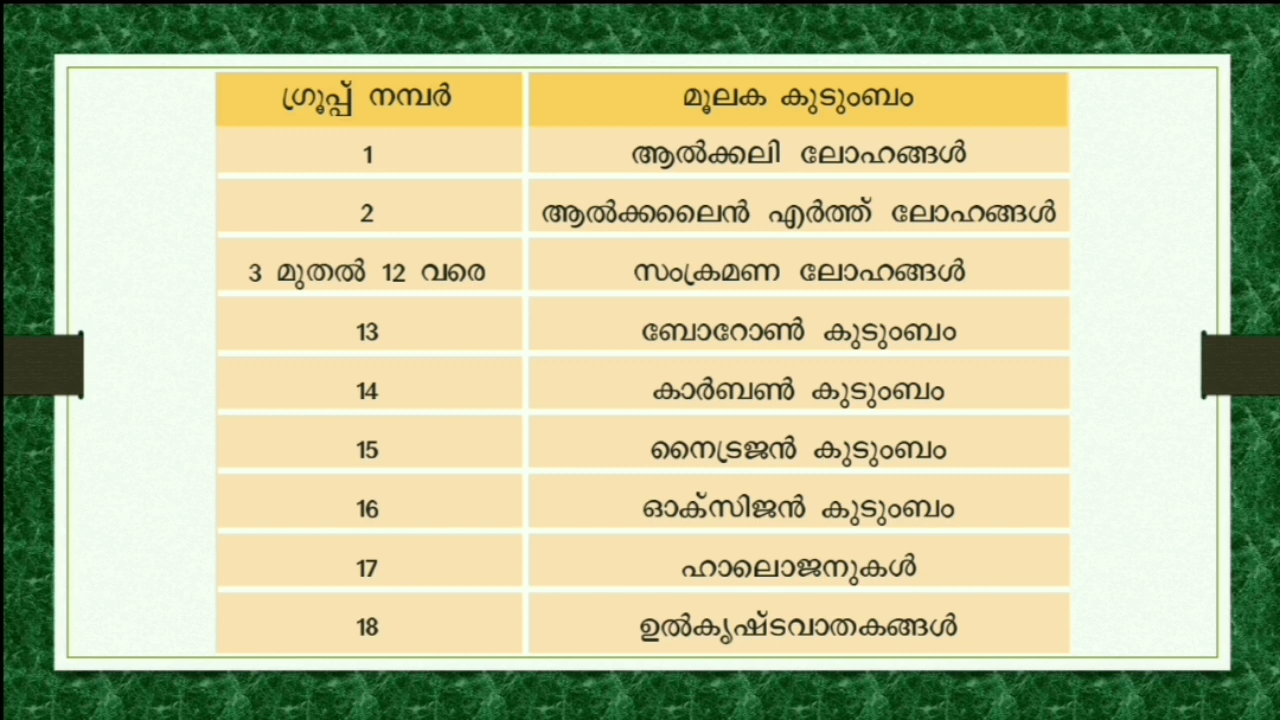 ഗ്രൂപ്പ് നമ്പർ മൂലക കുടുംബം
1 ആൽക്കലി ലോഹങ്ങൾ
2 ആൽക്കലൈൻ എർത്ത് ലോഹങ്ങൾ
3 മുതൽ 12 വരെ സംക്രമണ ലോഹങ്ങൾ
13 ബോറോൺ കുടുംബം
14 കാർബൺ കുടുംബം
15 നൈട്രജൻ കുടുംബം
16 ഓക്സിജൻ കുടുംബം
17 ഹാലൊജനുകൾ
18 ഉൽകൃഷ്ടവാതകങ്ങൾ